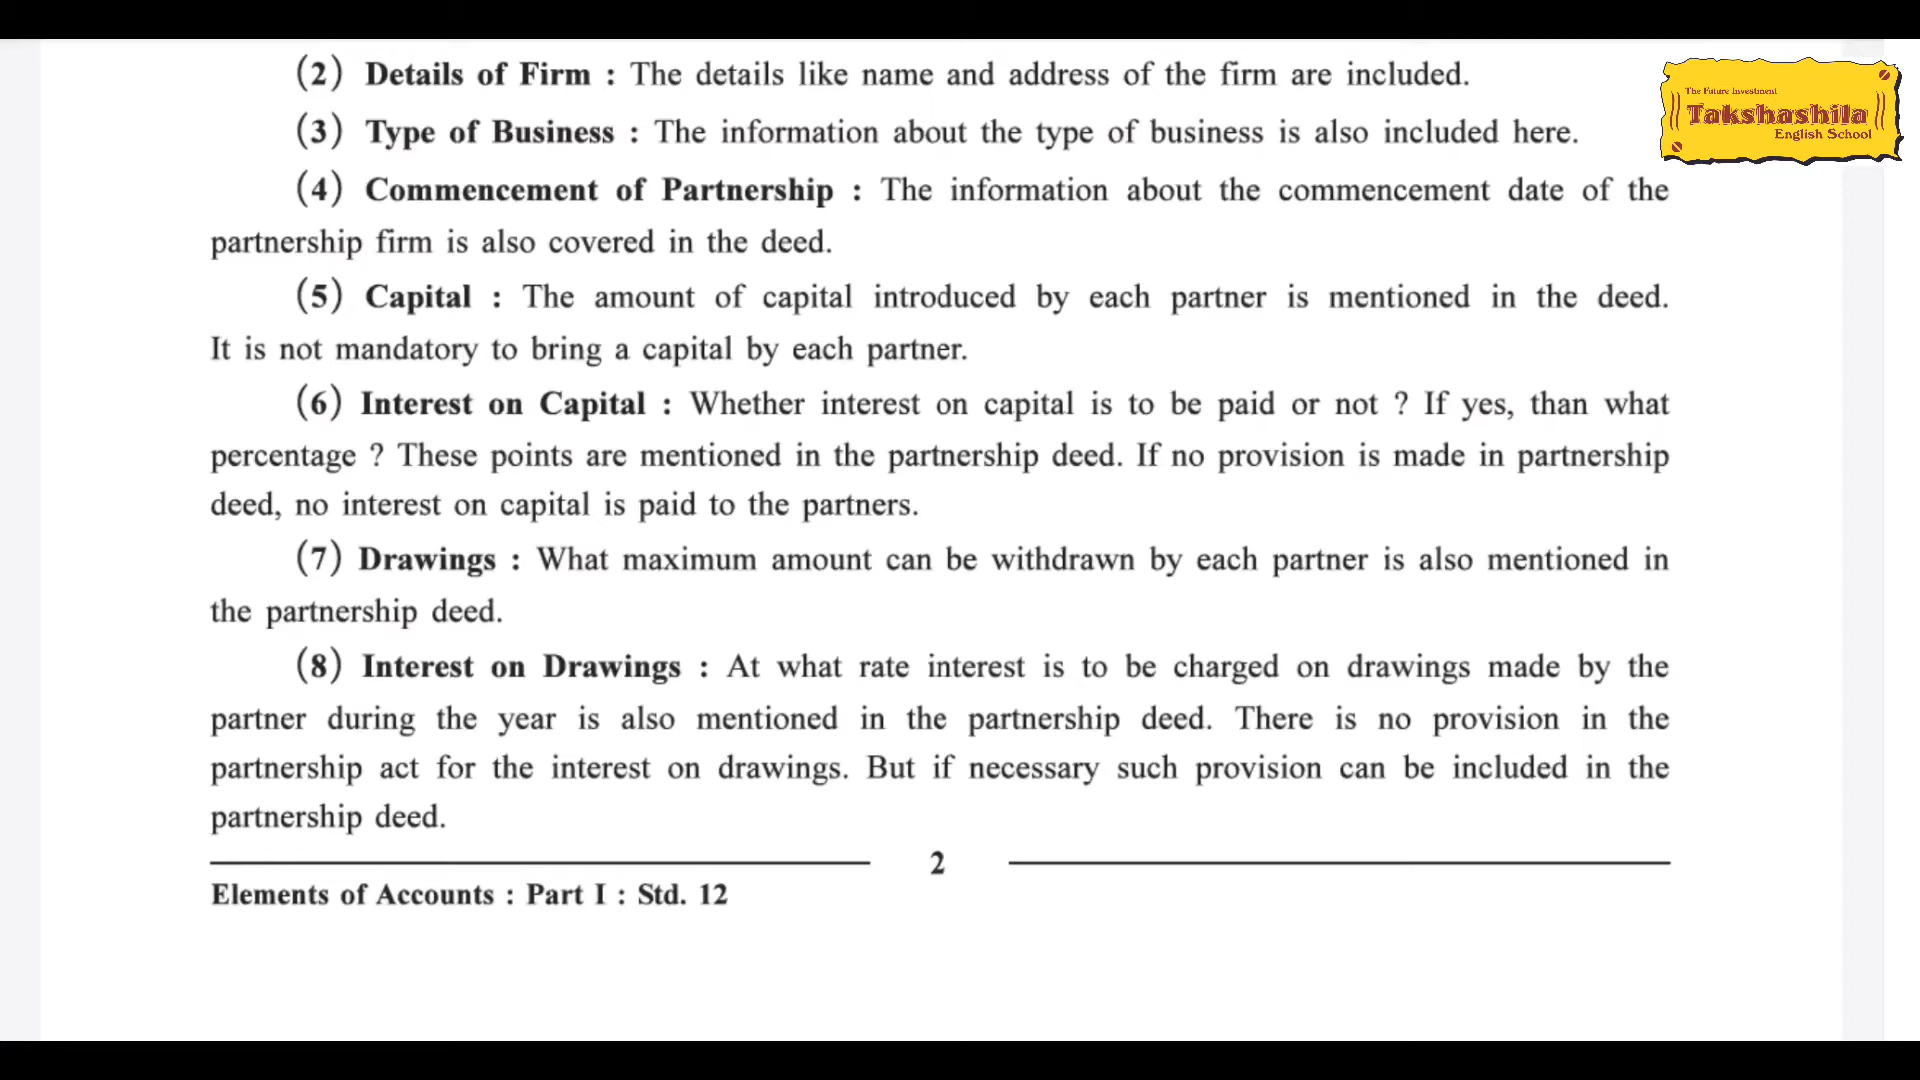 (2) Details of Firm : The details like name and address of the firm are included.
(3) Type of Business : The information about the type of business is also included here.
(4) Commencement of Partnership : The information about the commencement date of the
partnership firm is also covered in the deed.
(5) Capital : The amount of capital introduced by each partner is mentioned in the deed.
It is not mandatory to bring a capital by each partner.
(6) Interest on Capital : Whether interest on capital is to be paid or not ? If yes, than what
percentage ? These points are mentioned in the partnership deed. If no provision is made in partnership
deed, no interest on capital is paid to the partners.
(7) Drawings : What maximum amount can be withdrawn by each partner is also mentioned in
the partnership deed.
(8) Interest on Drawings : At what rate interest is to be charged on drawings made by the
partner during the year is also mentioned in the partnership deed. There is no provision in the
partnership act for the interest on drawings. But if necessary such provision can be included in the
partnership deed.
2
Elements of Accounts : Part I : Std. 12
The Future Investment
Takshashila
English School